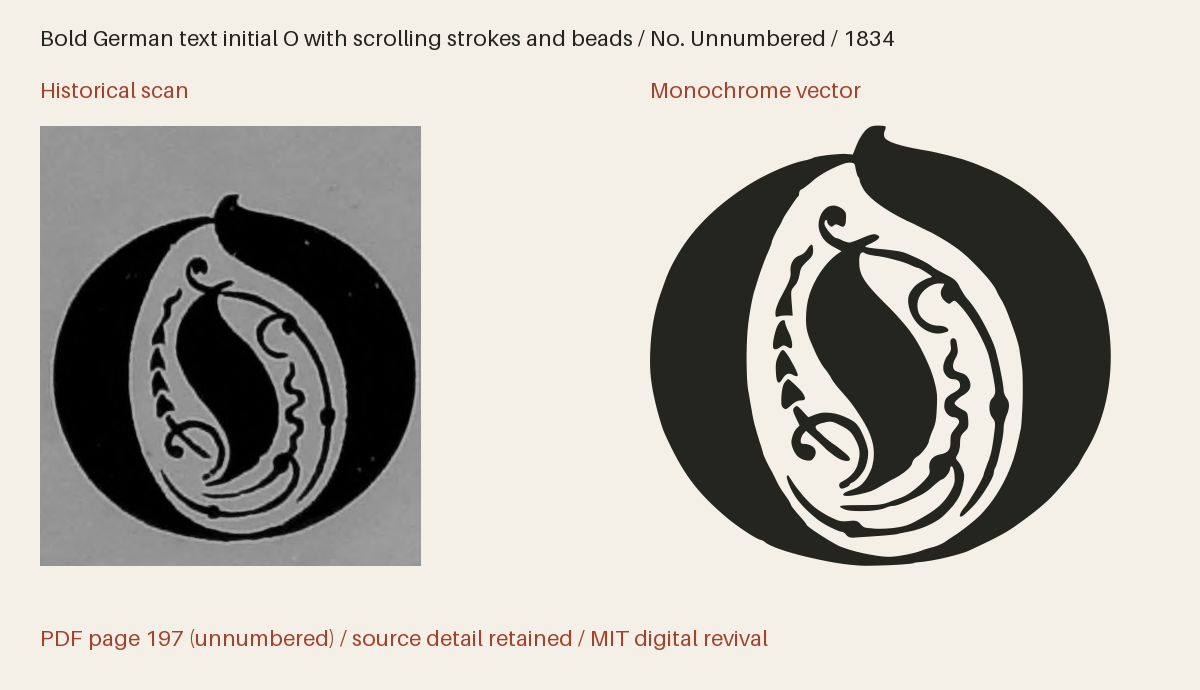 Bold German text initial O with scrolling strokes and beads / No. Unnumbered / 1834
Historical scan
Monochrome vector
PDF page 197 (unnumbered) / source detail retained / MIT digital revival